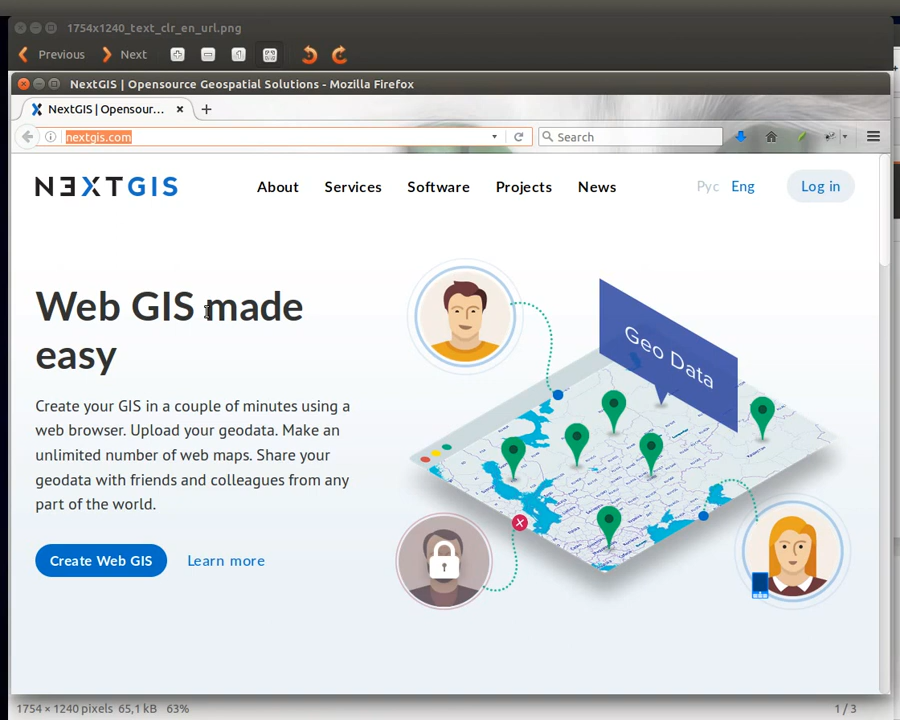 1754x1240_text_clr_en_url.png
Previous Next
NextGIS | Opensource Geospatial Solutions - Mozilla Firefox
NextGIS | Opensour...
nextgis.com Search
NEXTGIS About Services Software Projects News Рус Eng Log in
Web GIS made
easy
Geo Data
Create your GIS in a couple of minutes using a
web browser. Upload your geodata. Make an
unlimited number of web maps. Share your
geodata with friends and colleagues from any
part of the world.
Create Web GIS Learn more
1754 × 1240 pixels 65,1 kB 63% 1 / 3